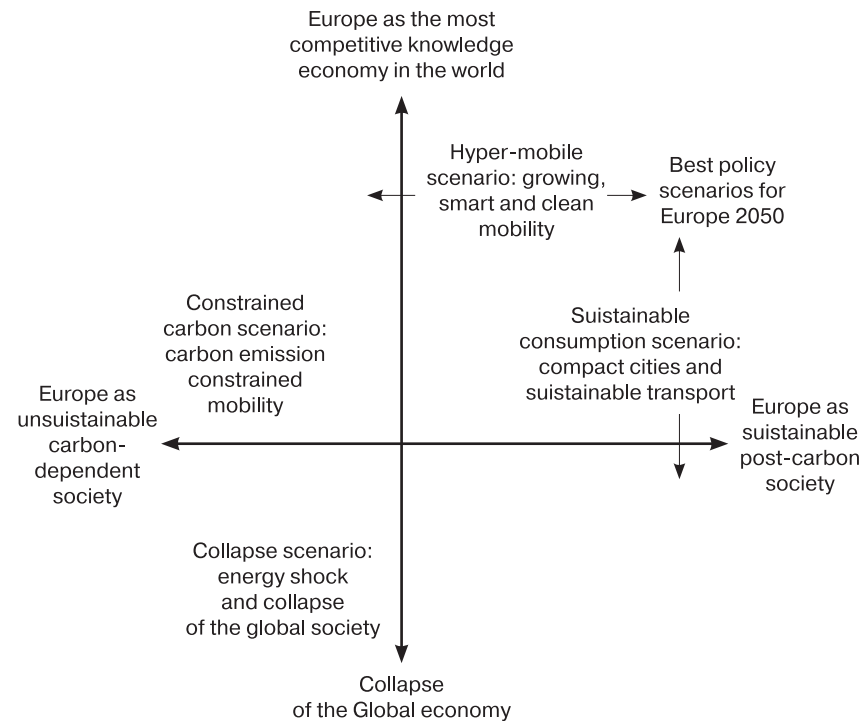 Europe as the most
competitive knowledge
economy in the world
Hyper-mobile
scenario: growing,
smart and clean
mobility
Best policy
scenarios for
Europe 2050
Constrained
carbon scenario:
carbon emission
constrained
mobility
Suistainable
consumption scenario:
compact cities and
suistainable transport
Europe as
unsuistainable
carbon-
dependent
society
Europe as
suistainable
post-carbon
society
Collapse scenario:
energy shock
and collapse
of the global society
Collapse
of the Global economy